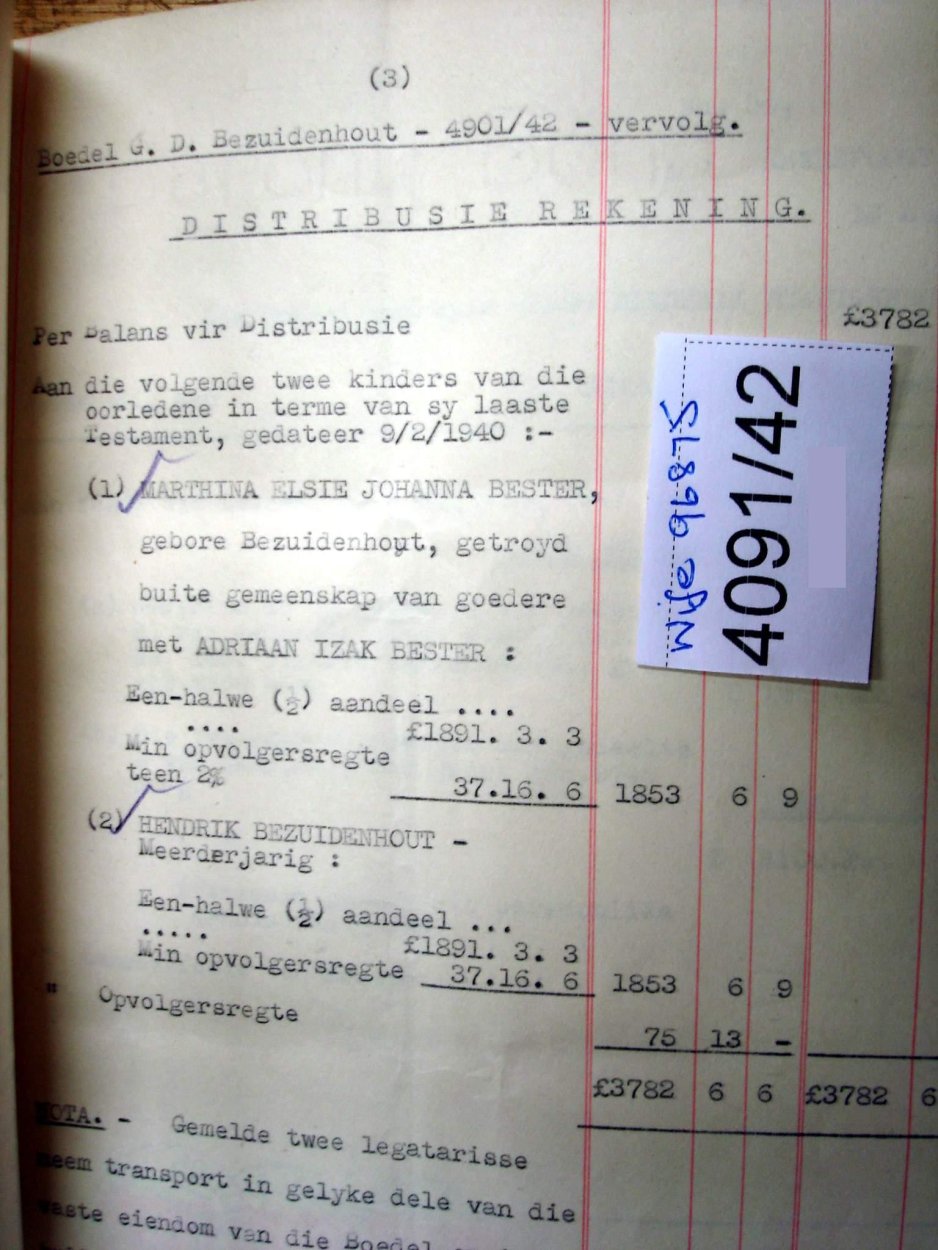 (3)
Boedel G. D. Bezuidenhout - 4901/42 - vervolg.
DISTRIBUSIE REKENING.
Per Balans vir Distribusie £3782
Aan die volgende twee kinders van die
oorledene in terme van sy laaste
Testament, gedateer 9/2/1940 :-
(1) MARTHINA ELSIE JOHANNA BESTER,
gebore Bezuidenhout, getroyd
buite gemeenskap van goedere
met ADRIAAN IZAK BESTER :
Een-halwe (½) aandeel ....
.... £1891. 3. 3
Min opvolgersregte
teen 2% 37.16. 6 1853 6 9
(2) HENDRIK BEZUIDENHOUT -
Meerderjarig :
Een-halwe (½) aandeel ...
..... £1891. 3. 3
Min opvolgersregte 37.16. 6 1853 6 9
" Opvolgersregte
75 13 -
£3782 6 6 £3782 6
NOTA. - Gemelde twee legatarisse
neem transport in gelyke dele van die
vaste eiendom van die Boedel
Wife 96875
4091/42